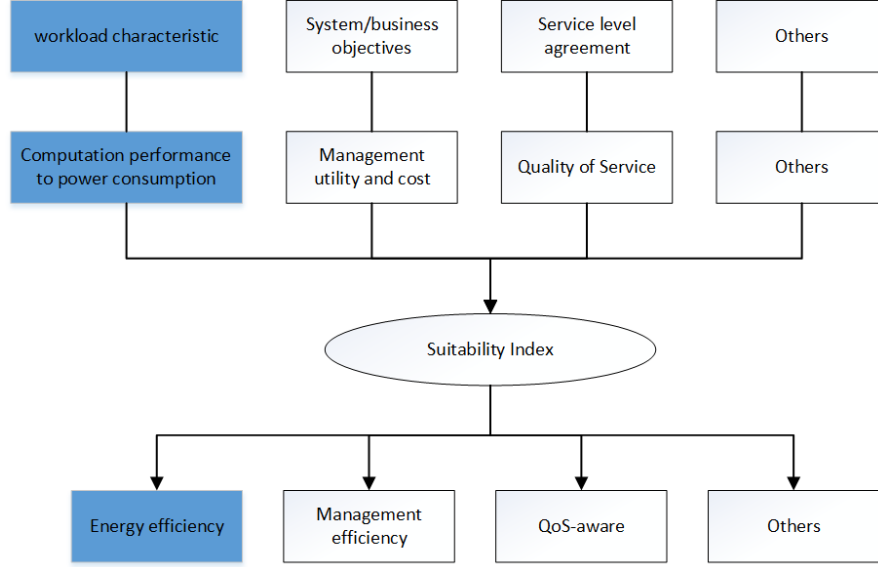 workload characteristic
System/business
objectives
Service level
agreement
Others
Computation performance
to power consumption
Management
utility and cost
Quality of Service
Others
Suitability Index
Energy efficiency
Management
efficiency
QoS-aware
Others